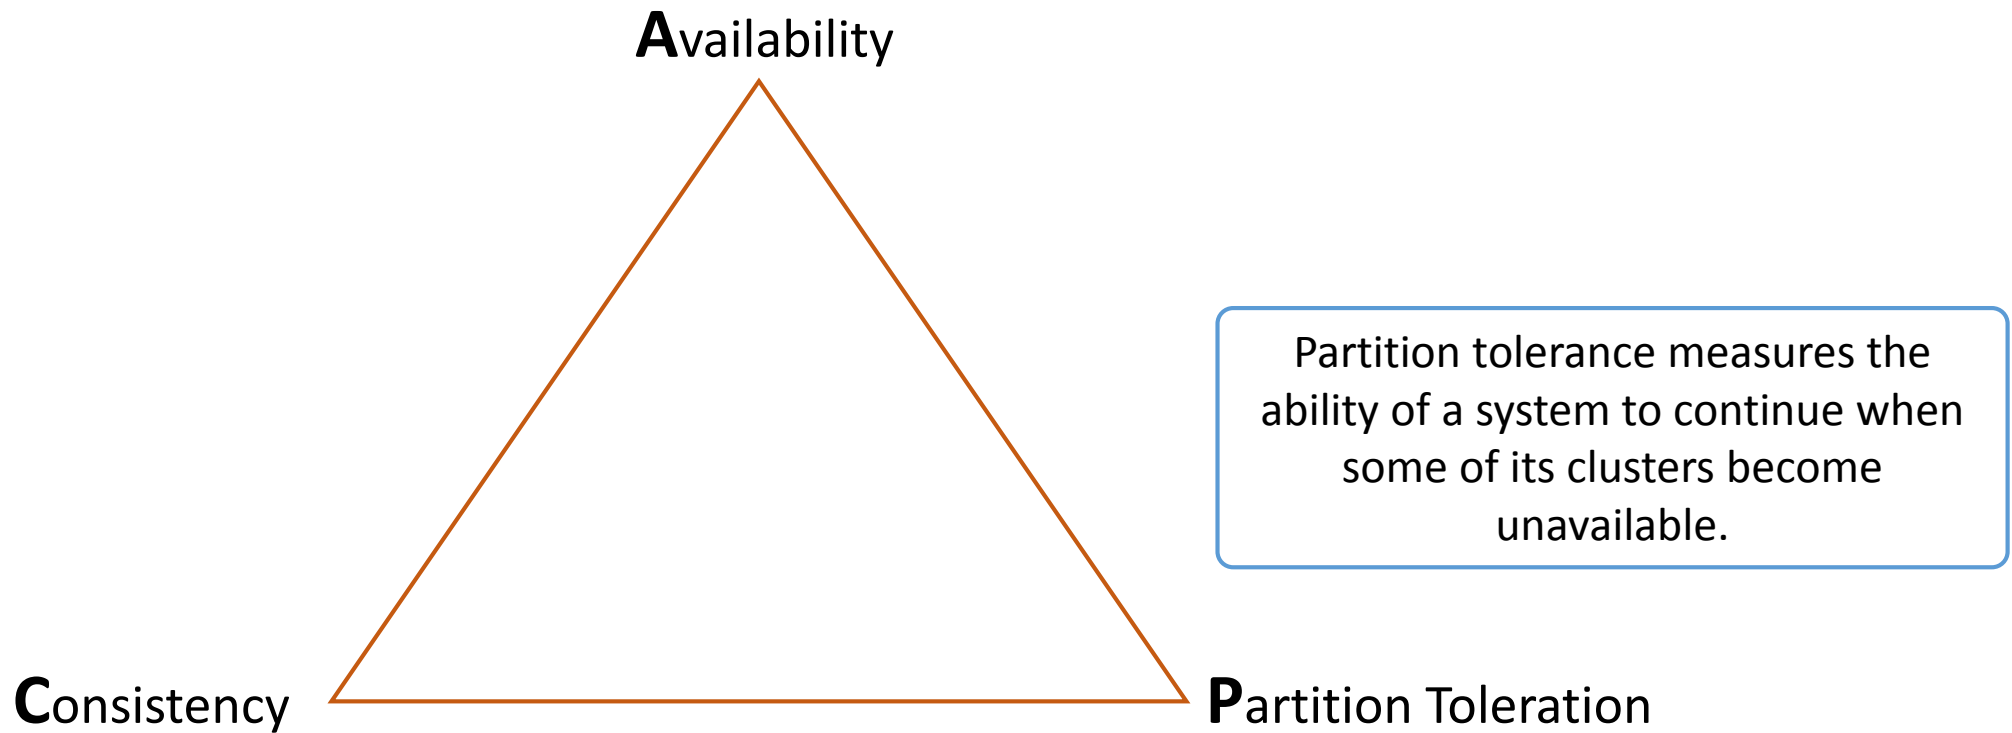 Availability
Partition tolerance measures the
ability of a system to continue when
some of its clusters become
unavailable.
Consistency
Partition Toleration